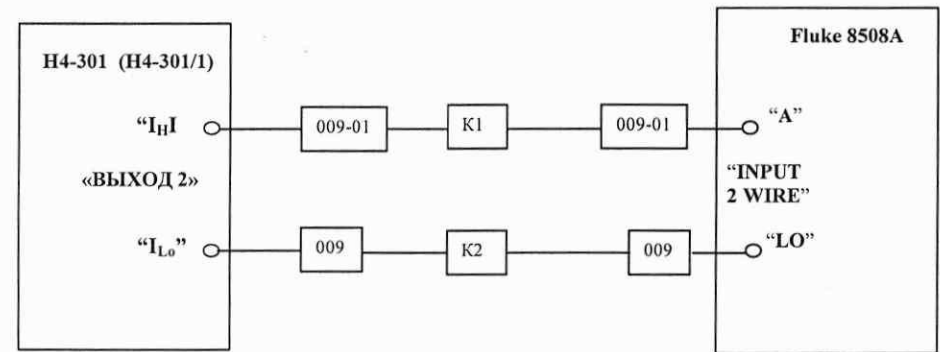 Fluke 8508A
Н4-301 (Н4-301/1)
“IHI 009-01 К1 009-01 “A”
«ВЫХОД 2» “INPUT
2 WIRE”
“ILo” 009 К2 009 “LO”